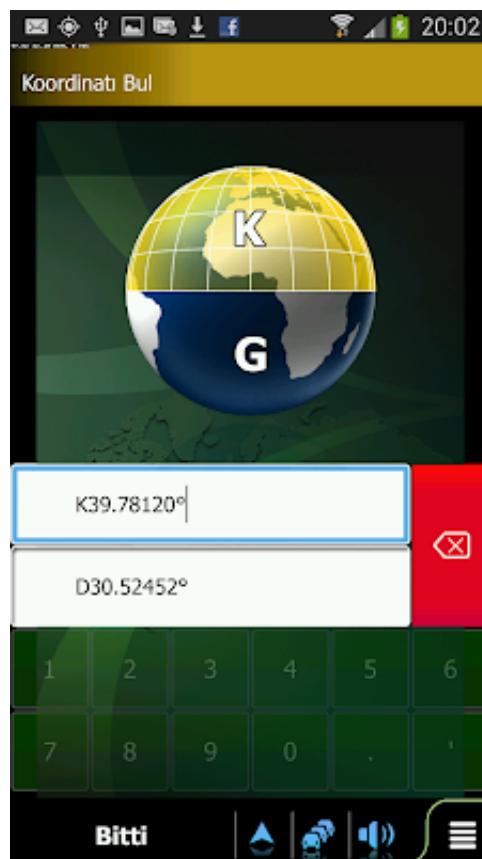 20:02
Koordinatı Bul
K
G
K39.78120°
D30.52452°
1 2 3 4 5 6
7 8 9 0 . '
Bitti